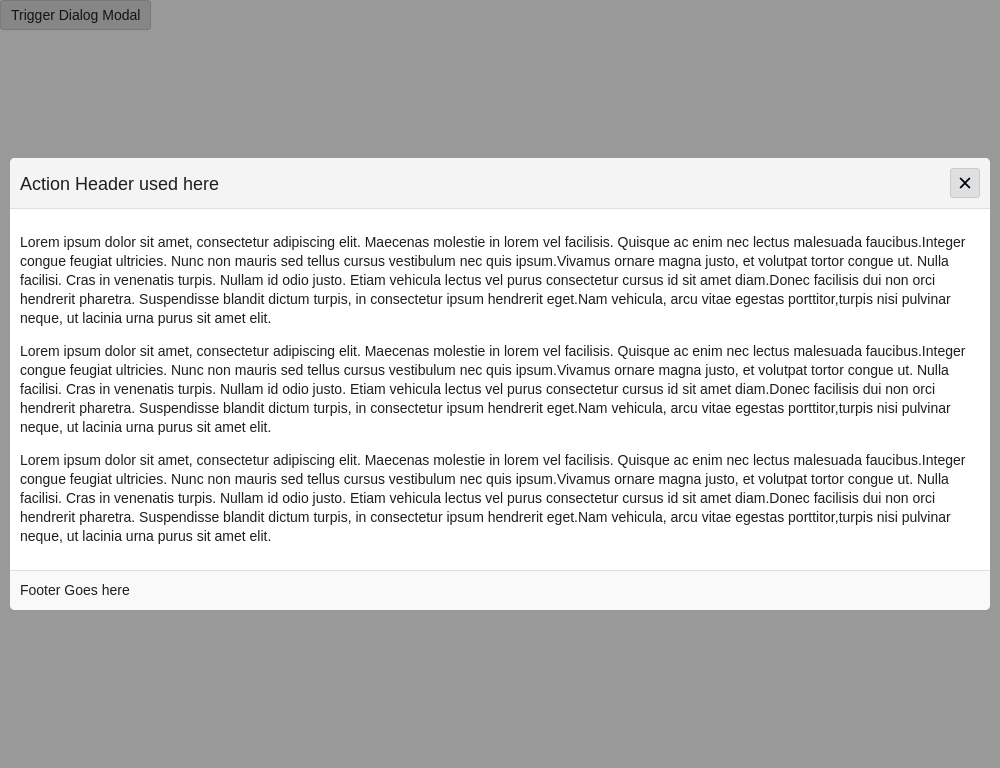 Trigger Dialog Modal
Action Header used here
Lorem ipsum dolor sit amet, consectetur adipiscing elit. Maecenas molestie in lorem vel facilisis. Quisque ac enim nec lectus malesuada faucibus.Integer
congue feugiat ultricies. Nunc non mauris sed tellus cursus vestibulum nec quis ipsum.Vivamus ornare magna justo, et volutpat tortor congue ut. Nulla
facilisi. Cras in venenatis turpis. Nullam id odio justo. Etiam vehicula lectus vel purus consectetur cursus id sit amet diam.Donec facilisis dui non orci
hendrerit pharetra. Suspendisse blandit dictum turpis, in consectetur ipsum hendrerit eget.Nam vehicula, arcu vitae egestas porttitor,turpis nisi pulvinar
neque, ut lacinia urna purus sit amet elit.
Lorem ipsum dolor sit amet, consectetur adipiscing elit. Maecenas molestie in lorem vel facilisis. Quisque ac enim nec lectus malesuada faucibus.Integer
congue feugiat ultricies. Nunc non mauris sed tellus cursus vestibulum nec quis ipsum.Vivamus ornare magna justo, et volutpat tortor congue ut. Nulla
facilisi. Cras in venenatis turpis. Nullam id odio justo. Etiam vehicula lectus vel purus consectetur cursus id sit amet diam.Donec facilisis dui non orci
hendrerit pharetra. Suspendisse blandit dictum turpis, in consectetur ipsum hendrerit eget.Nam vehicula, arcu vitae egestas porttitor,turpis nisi pulvinar
neque, ut lacinia urna purus sit amet elit.
Lorem ipsum dolor sit amet, consectetur adipiscing elit. Maecenas molestie in lorem vel facilisis. Quisque ac enim nec lectus malesuada faucibus.Integer
congue feugiat ultricies. Nunc non mauris sed tellus cursus vestibulum nec quis ipsum.Vivamus ornare magna justo, et volutpat tortor congue ut. Nulla
facilisi. Cras in venenatis turpis. Nullam id odio justo. Etiam vehicula lectus vel purus consectetur cursus id sit amet diam.Donec facilisis dui non orci
hendrerit pharetra. Suspendisse blandit dictum turpis, in consectetur ipsum hendrerit eget.Nam vehicula, arcu vitae egestas porttitor,turpis nisi pulvinar
neque, ut lacinia urna purus sit amet elit.
Footer Goes here